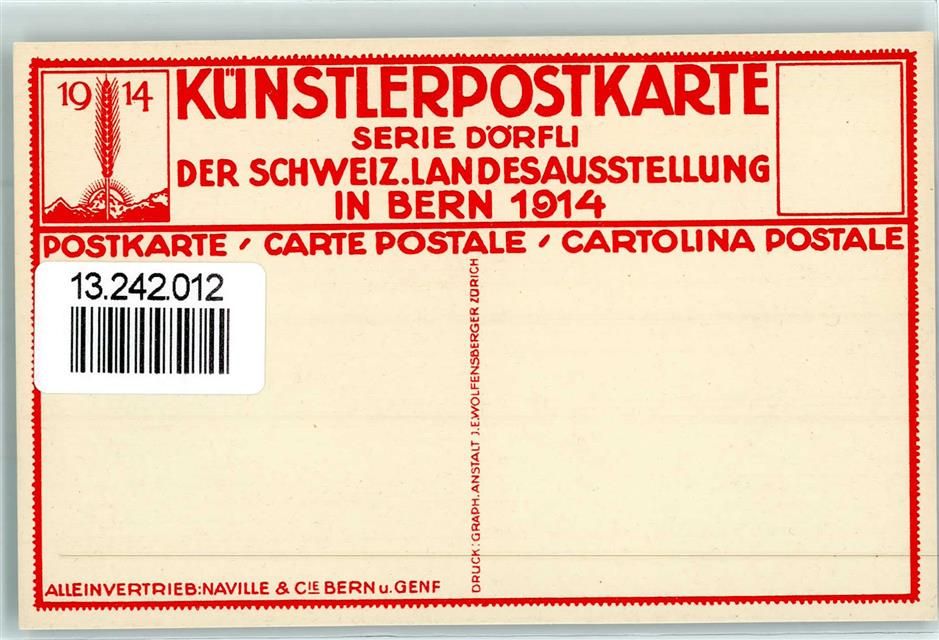 19 14
KÜNSTLERPOSTKARTE
SERIE DÖRFLI
DER SCHWEIZ.LANDESAUSSTELLUNG
IN BERN 1914
POSTKARTE / CARTE POSTALE / CARTOLINA POSTALE
13.242.012
DRUCK: GRAPH. ANSTALT J.E.WOLFENSBERGER ZÜRICH
ALLEINVERTRIEB: NAVILLE & CIE BERN u. GENF